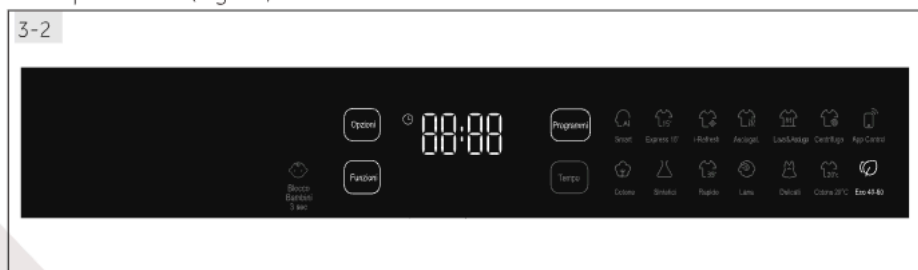 3-2
Opzioni
88:88
Programmi
Smart
Express 15'
i-Refresh
Asciugat.
Lava&Asciuga
Centrifuga
App Control
Blocco
Bambini
3 sec
Funzioni
Tempo
Cotone
Sintetici
Rapido
Lana
Delicati
Cotone 20°C
Eco 40-60